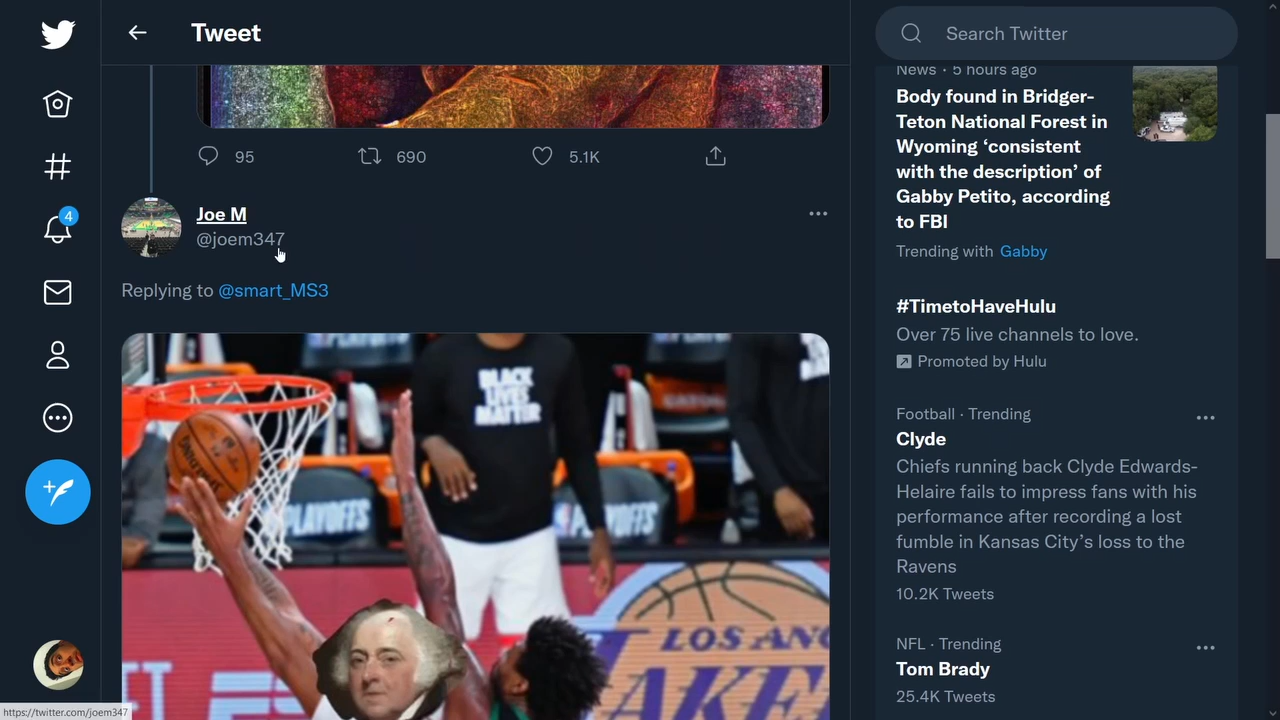 Tweet
Search Twitter
95
690
5.1K
4
Joe M
@joem347
Replying to @smart_MS3
BLACK
LIVES
MATTER
PLAYOFFS
PLAYOFFS
LOS ANG
AKE
News · 5 hours ago
Body found in Bridger-
Teton National Forest in
Wyoming ‘consistent
with the description’ of
Gabby Petito, according
to FBI
Trending with Gabby
#TimetoHaveHulu
Over 75 live channels to love.
Promoted by Hulu
Football · Trending
Clyde
Chiefs running back Clyde Edwards-
Helaire fails to impress fans with his
performance after recording a lost
fumble in Kansas City’s loss to the
Ravens
10.2K Tweets
NFL · Trending
Tom Brady
25.4K Tweets
https://twitter.com/joem347